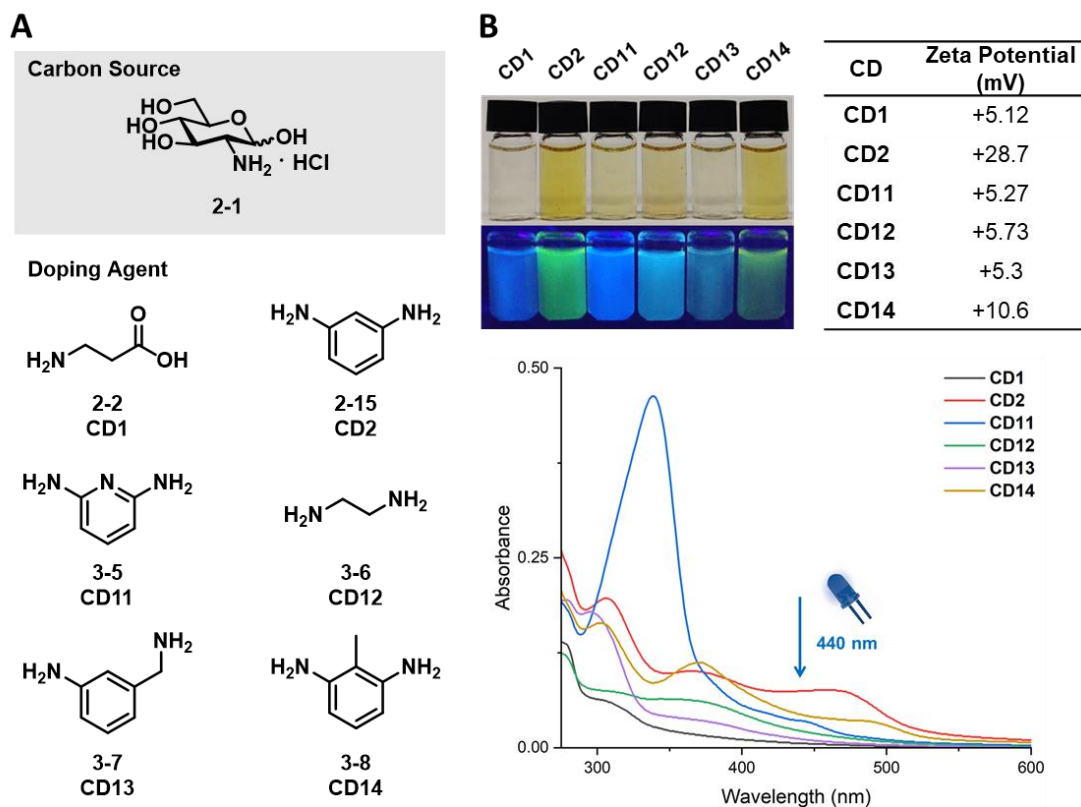 A
Carbon Source
HO
HO
HO
O
OH
NH2 · HCl
2-1
Doping Agent
H2N
O
OH
2-2
CD1
H2N
NH2
2-15
CD2
H2N
N
NH2
3-5
CD11
H2N
NH2
3-6
CD12
NH2
H2N
3-7
CD13
H2N
NH2
3-8
CD14
B
CD1 CD2 CD11 CD12 CD13 CD14
CD Zeta Potential
(mV)
CD1 +5.12
CD2 +28.7
CD11 +5.27
CD12 +5.73
CD13 +5.3
CD14 +10.6
0.50
0.25
0.00
Absorbance
CD1
CD2
CD11
CD12
CD13
CD14
440 nm
300 400 500 600
Wavelength (nm)